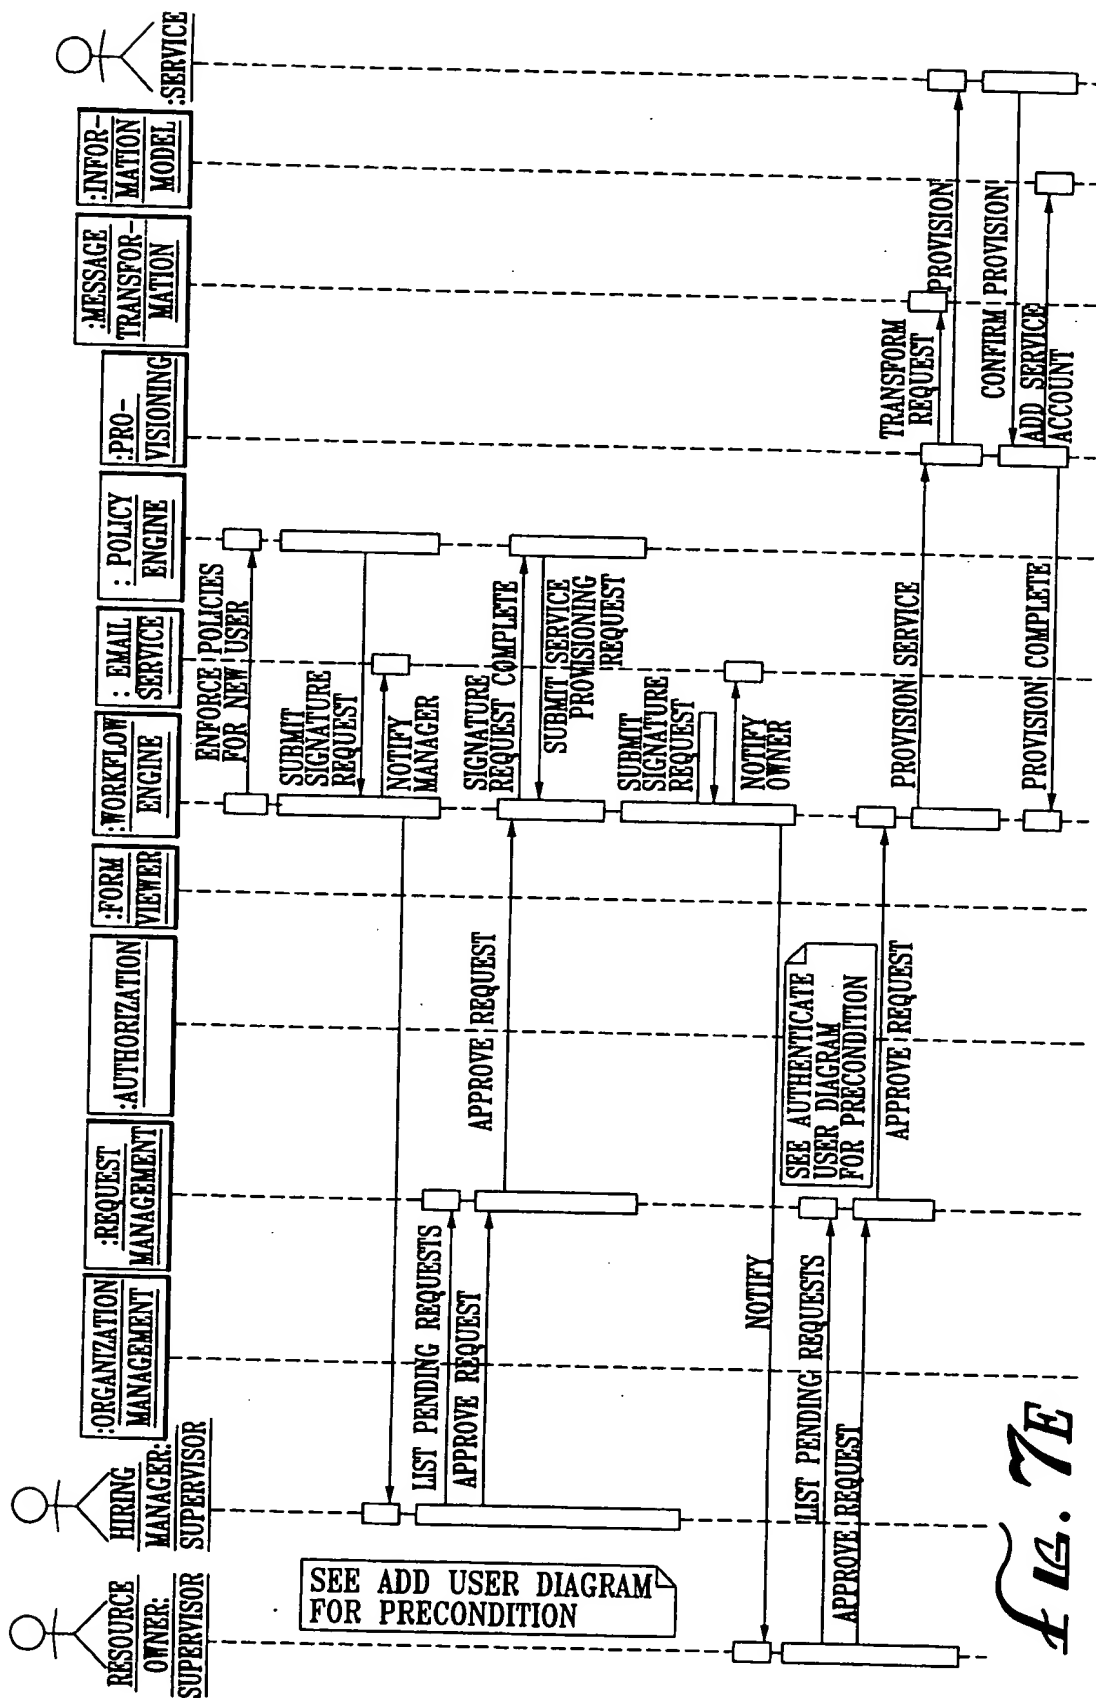 RESOURCE
OWNER:
SUPERVISOR
HIRING
MANAGER:
SUPERVISOR
:ORGANIZATION
MANAGEMENT
:REQUEST
MANAGEMENT
:AUTHORIZATION
:FORM
VIEWER
:WORKFLOW
ENGINE
: EMAIL
SERVICE
: POLICY
ENGINE
:PRO-
VISIONING
:MESSAGE
TRANSFOR-
MATION
:INFOR-
MATION
MODEL
:SERVICE
ENFORCE POLICIES
FOR NEW USER
SUBMIT
SIGNATURE
REQUEST
NOTIFY
MANAGER
SEE ADD USER DIAGRAM
FOR PRECONDITION
LIST PENDING REQUESTS
APPROVE REQUEST
APPROVE REQUEST
SIGNATURE
REQUEST COMPLETE
SUBMIT SERVICE
PROVISIONING
REQUEST
SUBMIT
SIGNATURE
REQUEST
NOTIFY
OWNER
NOTIFY
SEE AUTHENTICATE
USER DIAGRAM
FOR PRECONDITION
LIST PENDING REQUESTS
APPROVE REQUEST
APPROVE REQUEST
PROVISION SERVICE
TRANSFORM
REQUEST
PROVISION
CONFIRM PROVISION
ADD SERVICE
ACCOUNT
PROVISION COMPLETE
FIG. 7E